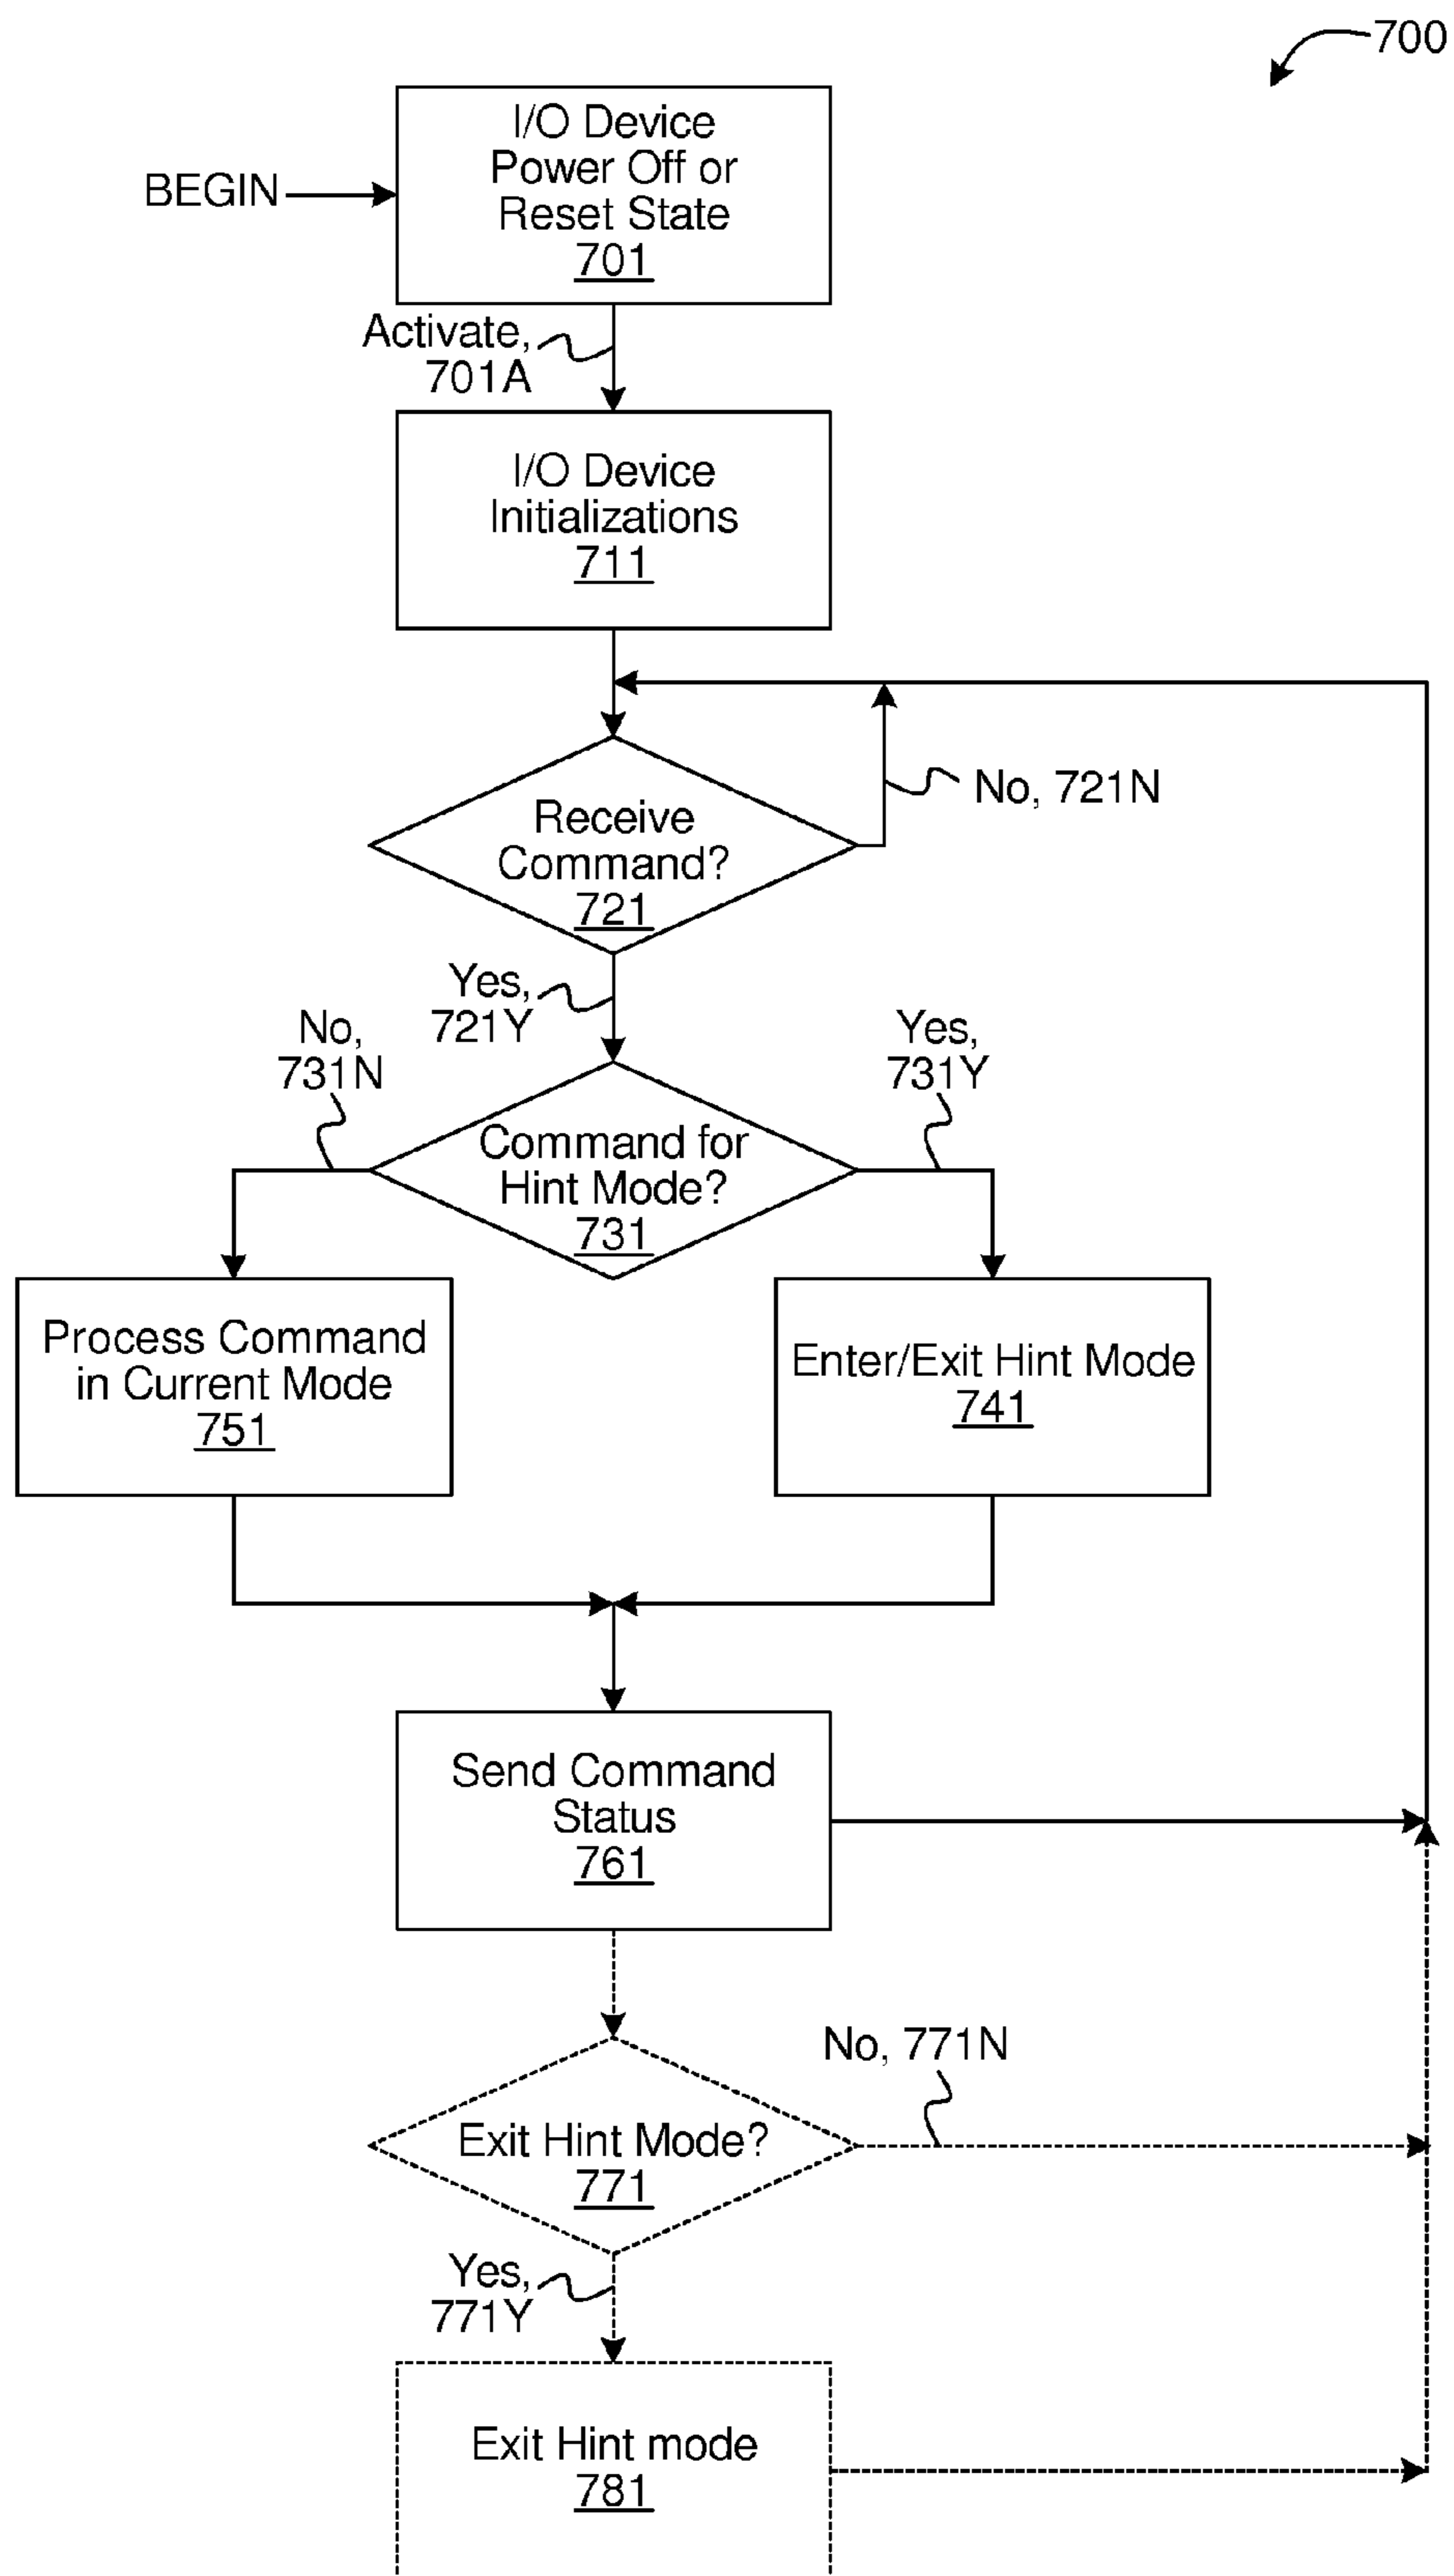 700
I/O Device
Power Off or
Reset State
701
BEGIN
Activate,
701A
I/O Device
Initializations
711
Receive
Command?
721
No, 721N
Yes,
721Y
No,
731N
Yes,
731Y
Command for
Hint Mode?
731
Process Command
in Current Mode
751
Enter/Exit Hint Mode
741
Send Command
Status
761
No, 771N
Exit Hint Mode?
771
Yes,
771Y
Exit Hint mode
781